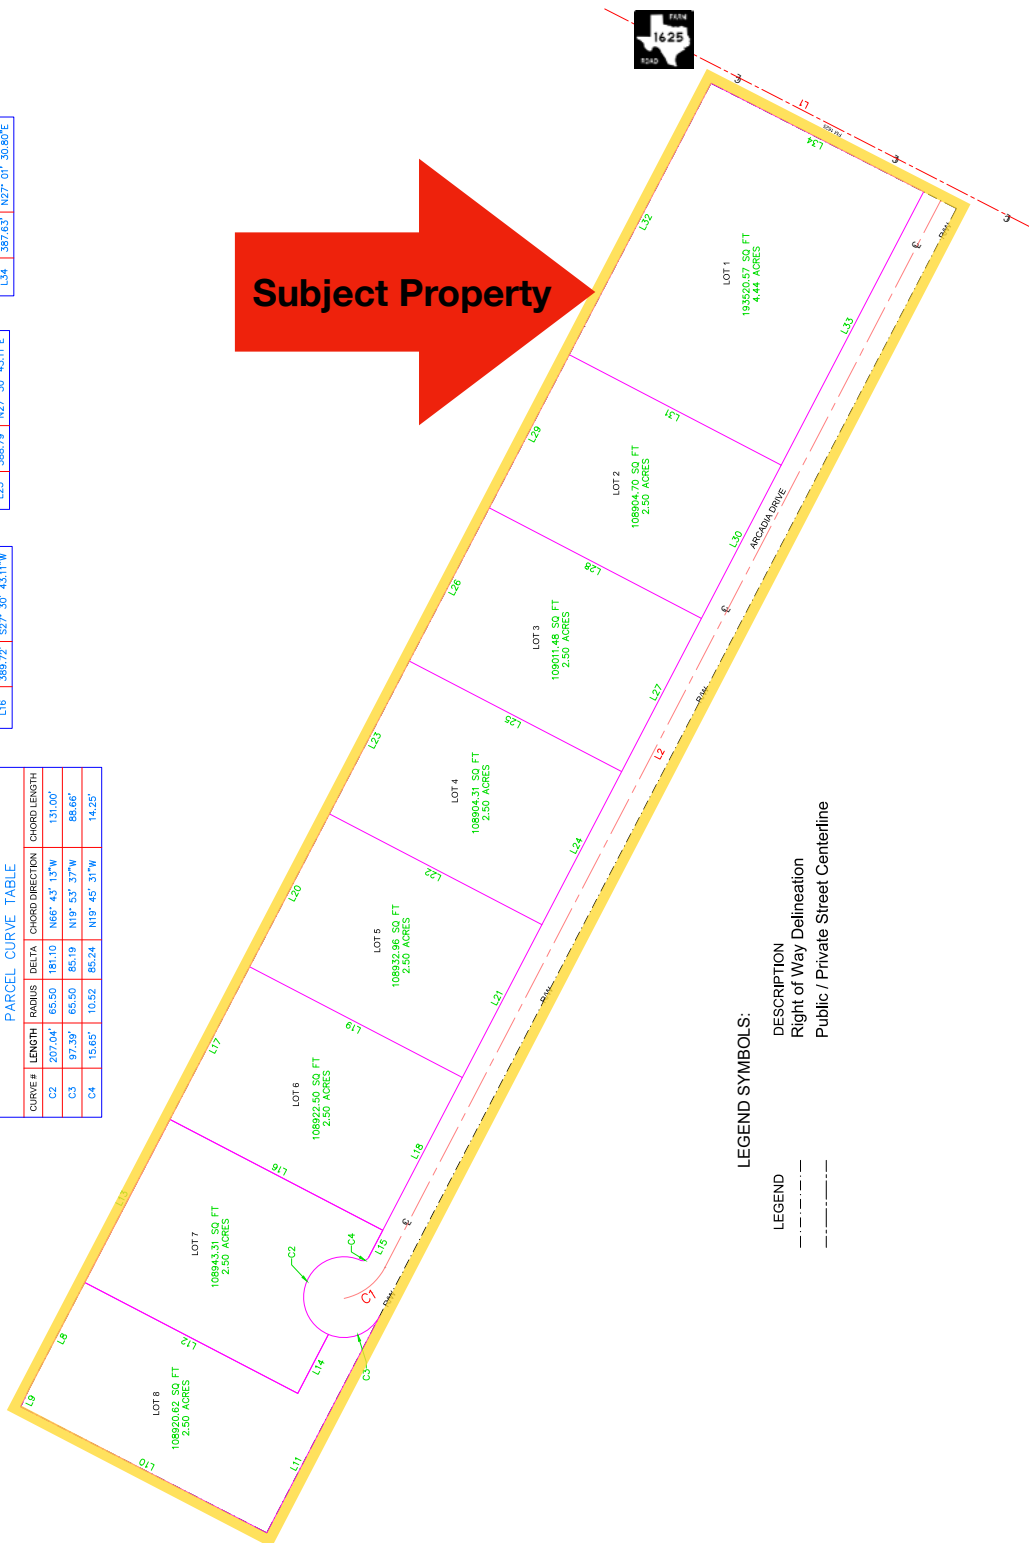 FARM
1625
ROAD
Subject Property
L1
FM 1625
L34
L32
R/W
LOT 1
193520.57 SQ FT
4.44 ACRES
L33
L31
L29
LOT 2
108904.70 SQ FT
2.50 ACRES
L30
ARCADIA DRIVE
L28
L26
LOT 3
109011.48 SQ FT
2.50 ACRES
L27
R/W
L25
L23
L2
LOT 4
108904.31 SQ FT
2.50 ACRES
L24
L22
L20
LOT 5
108932.96 SQ FT
2.50 ACRES
L21
R/W
L19
L17
LOT 6
108922.50 SQ FT
2.50 ACRES
L18
L16
L13
LOT 7
108943.31 SQ FT
2.50 ACRES
C2
C4
L15
C1
R/W
L14
C3
L12
L8
L9
LOT 8
108920.62 SQ FT
2.50 ACRES
L10
L11
L34 387.63' N27° 01' 30.80"E
L25
L16 389.72' S27° 30' 43.11"W
PARCEL CURVE TABLE
CURVE # LENGTH RADIUS DELTA CHORD DIRECTION CHORD LENGTH
C2 207.04' 65.50 181.10 N66° 43' 13"W 131.00'
C3 97.39' 65.50 85.19 N19° 53' 37"W 88.66'
C4 15.65' 10.52 85.24 N19° 45' 31"W 14.25'
LEGEND SYMBOLS:
LEGEND DESCRIPTION
Right of Way Delineation
Public / Private Street Centerline